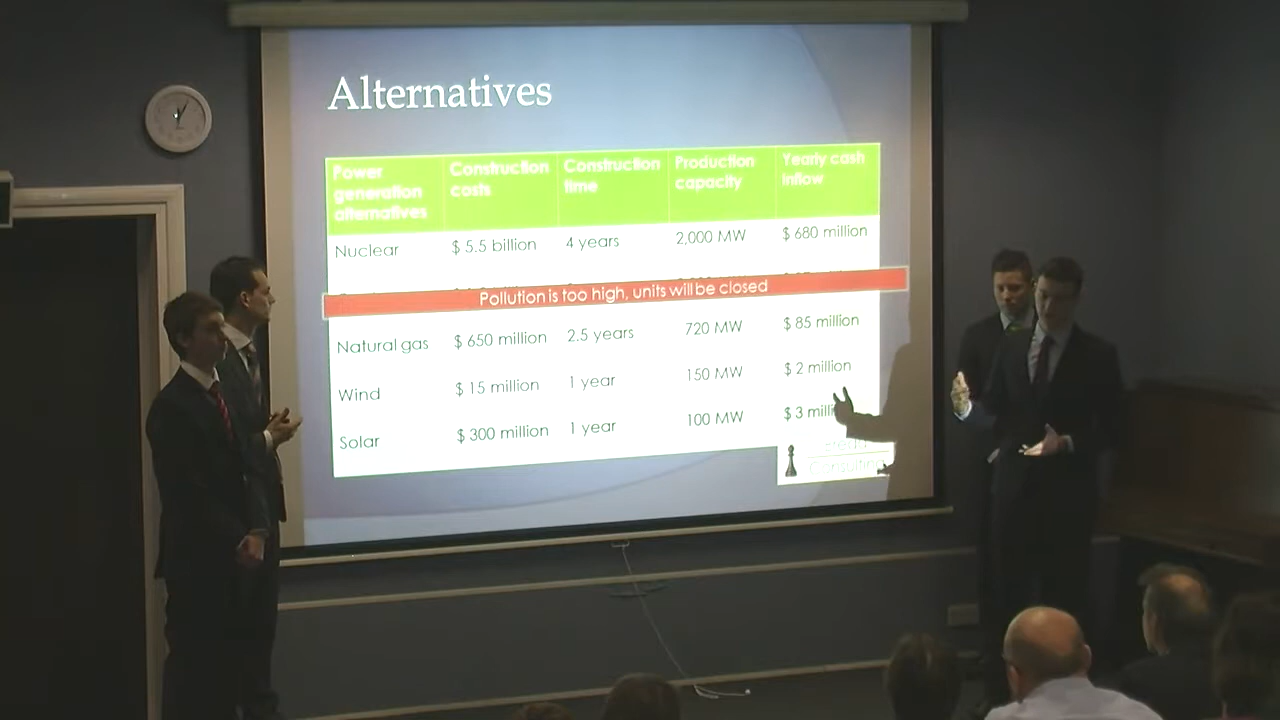 Alternatives
Power generation alternatives Construction costs Construction time Production capacity Yearly cash inflow
Nuclear $ 5.5 billion 4 years 2,000 MW $ 680 million
Pollution is too high, units will be closed
Natural gas $ 650 million 2.5 years 720 MW $ 85 million
Wind $ 15 million 1 year 150 MW $ 2 million
Solar $ 300 million 1 year 100 MW $ 3
Consulting